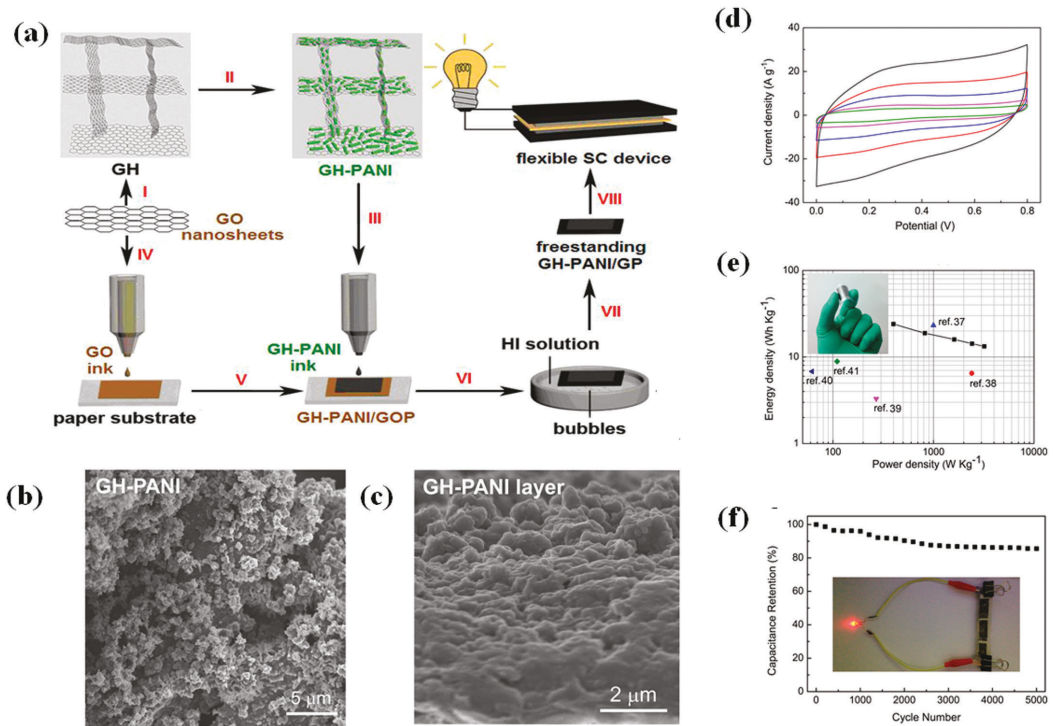 (a)
II
GH
GH-PANI
flexible SC device
I
GO
nanosheets
III
VIII
IV
freestanding
GH-PANI/GP
VII
GO
ink
GH-PANI
ink
HI solution
V
VI
paper substrate
GH-PANI/GOP
bubbles
(b)
GH-PANI
5 μm
(c)
GH-PANI layer
2 μm
(d)
Current density (A g-1)
40
20
0
-20
-40
0.0 0.2 0.4 0.6 0.8
Potential (V)
(e)
Energy density (Wh Kg-1)
100
10
1
ref. 37
ref. 41
ref. 40
ref. 38
ref. 39
100 1000 10000
Power density (W Kg-1)
(f)
Capacitance Retention (%)
100
80
60
40
20
0
0 1000 2000 3000 4000 5000
Cycle Number